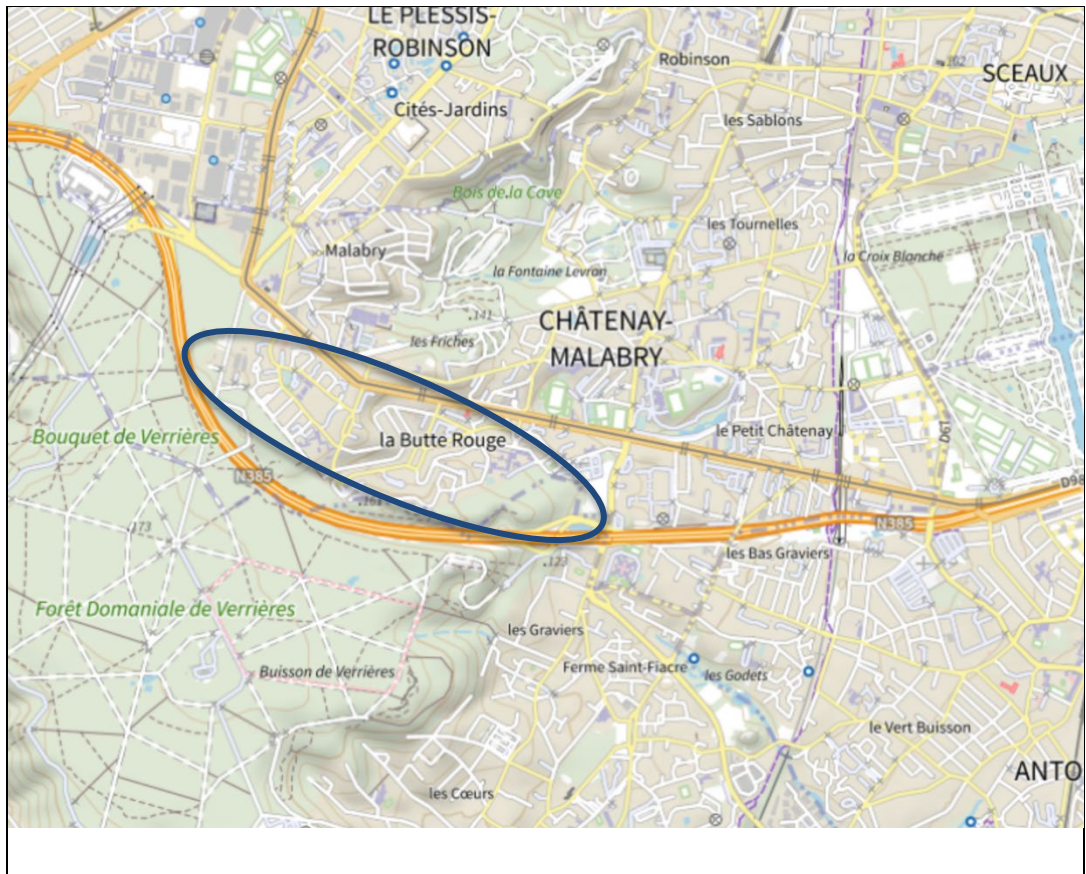 LE PLESSIS-
ROBINSON
Robinson
162
SCEAUX
Cités-Jardins
les Sablons
Bois de la Cave
les Tournelles
Malabry
la Croix Blanche
la Fontaine Levron
.141
CHÂTENAY-
MALABRY
les Friches
D67
Bouquet de Verrières
la Butte Rouge
le Petit Châtenay
N385
D98
.173
N385
les Bas Graviers
.123
Forêt Domaniale de Verrières
les Graviers
Buisson de Verrières
Ferme Saint-Fiacre
les Godets
le Vert Buisson
ANTO
les Cœurs